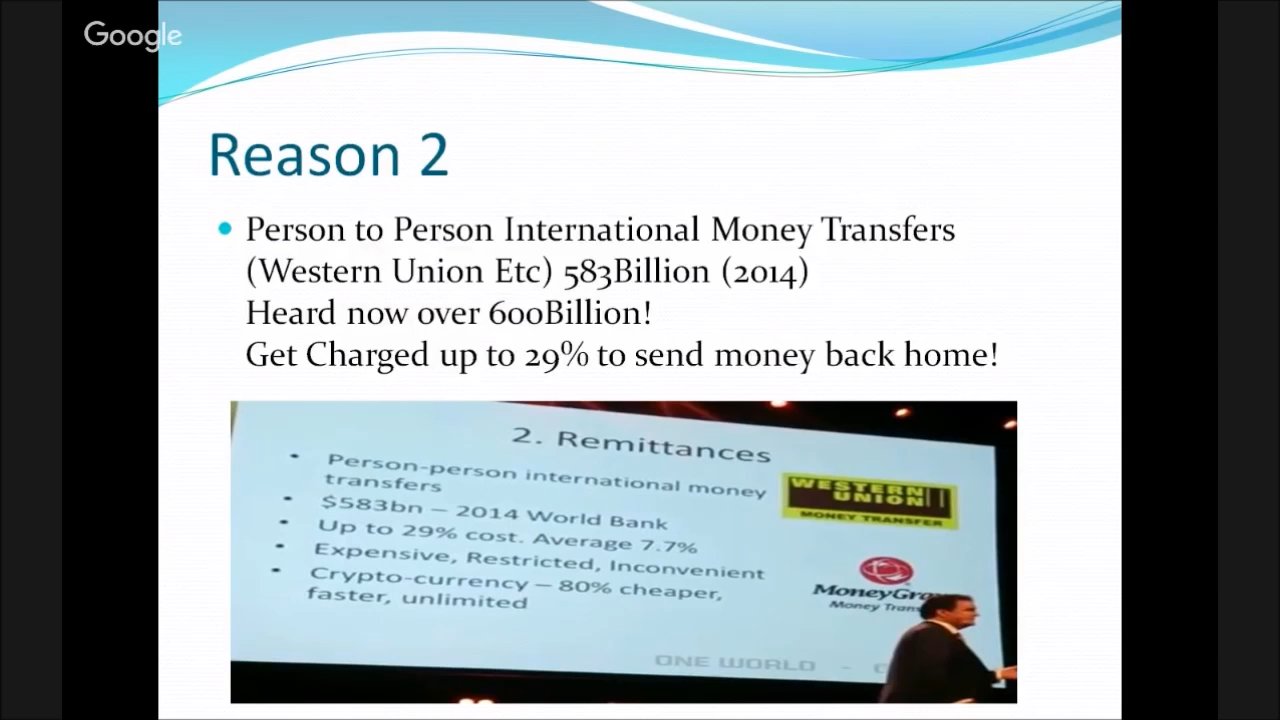 Google
Reason 2
• Person to Person International Money Transfers
(Western Union Etc) 583Billion (2014)
Heard now over 600Billion!
Get Charged up to 29% to send money back home!
2. Remittances
• Person-person international money
transfers
• $583bn – 2014 World Bank
• Up to 29% cost. Average 7.7%
• Expensive, Restricted, Inconvenient
• Crypto-currency – 80% cheaper,
faster, unlimited
WESTERN
UNION
MONEY TRANSFER
MoneyGra
Money Trans
ONE WORLD -